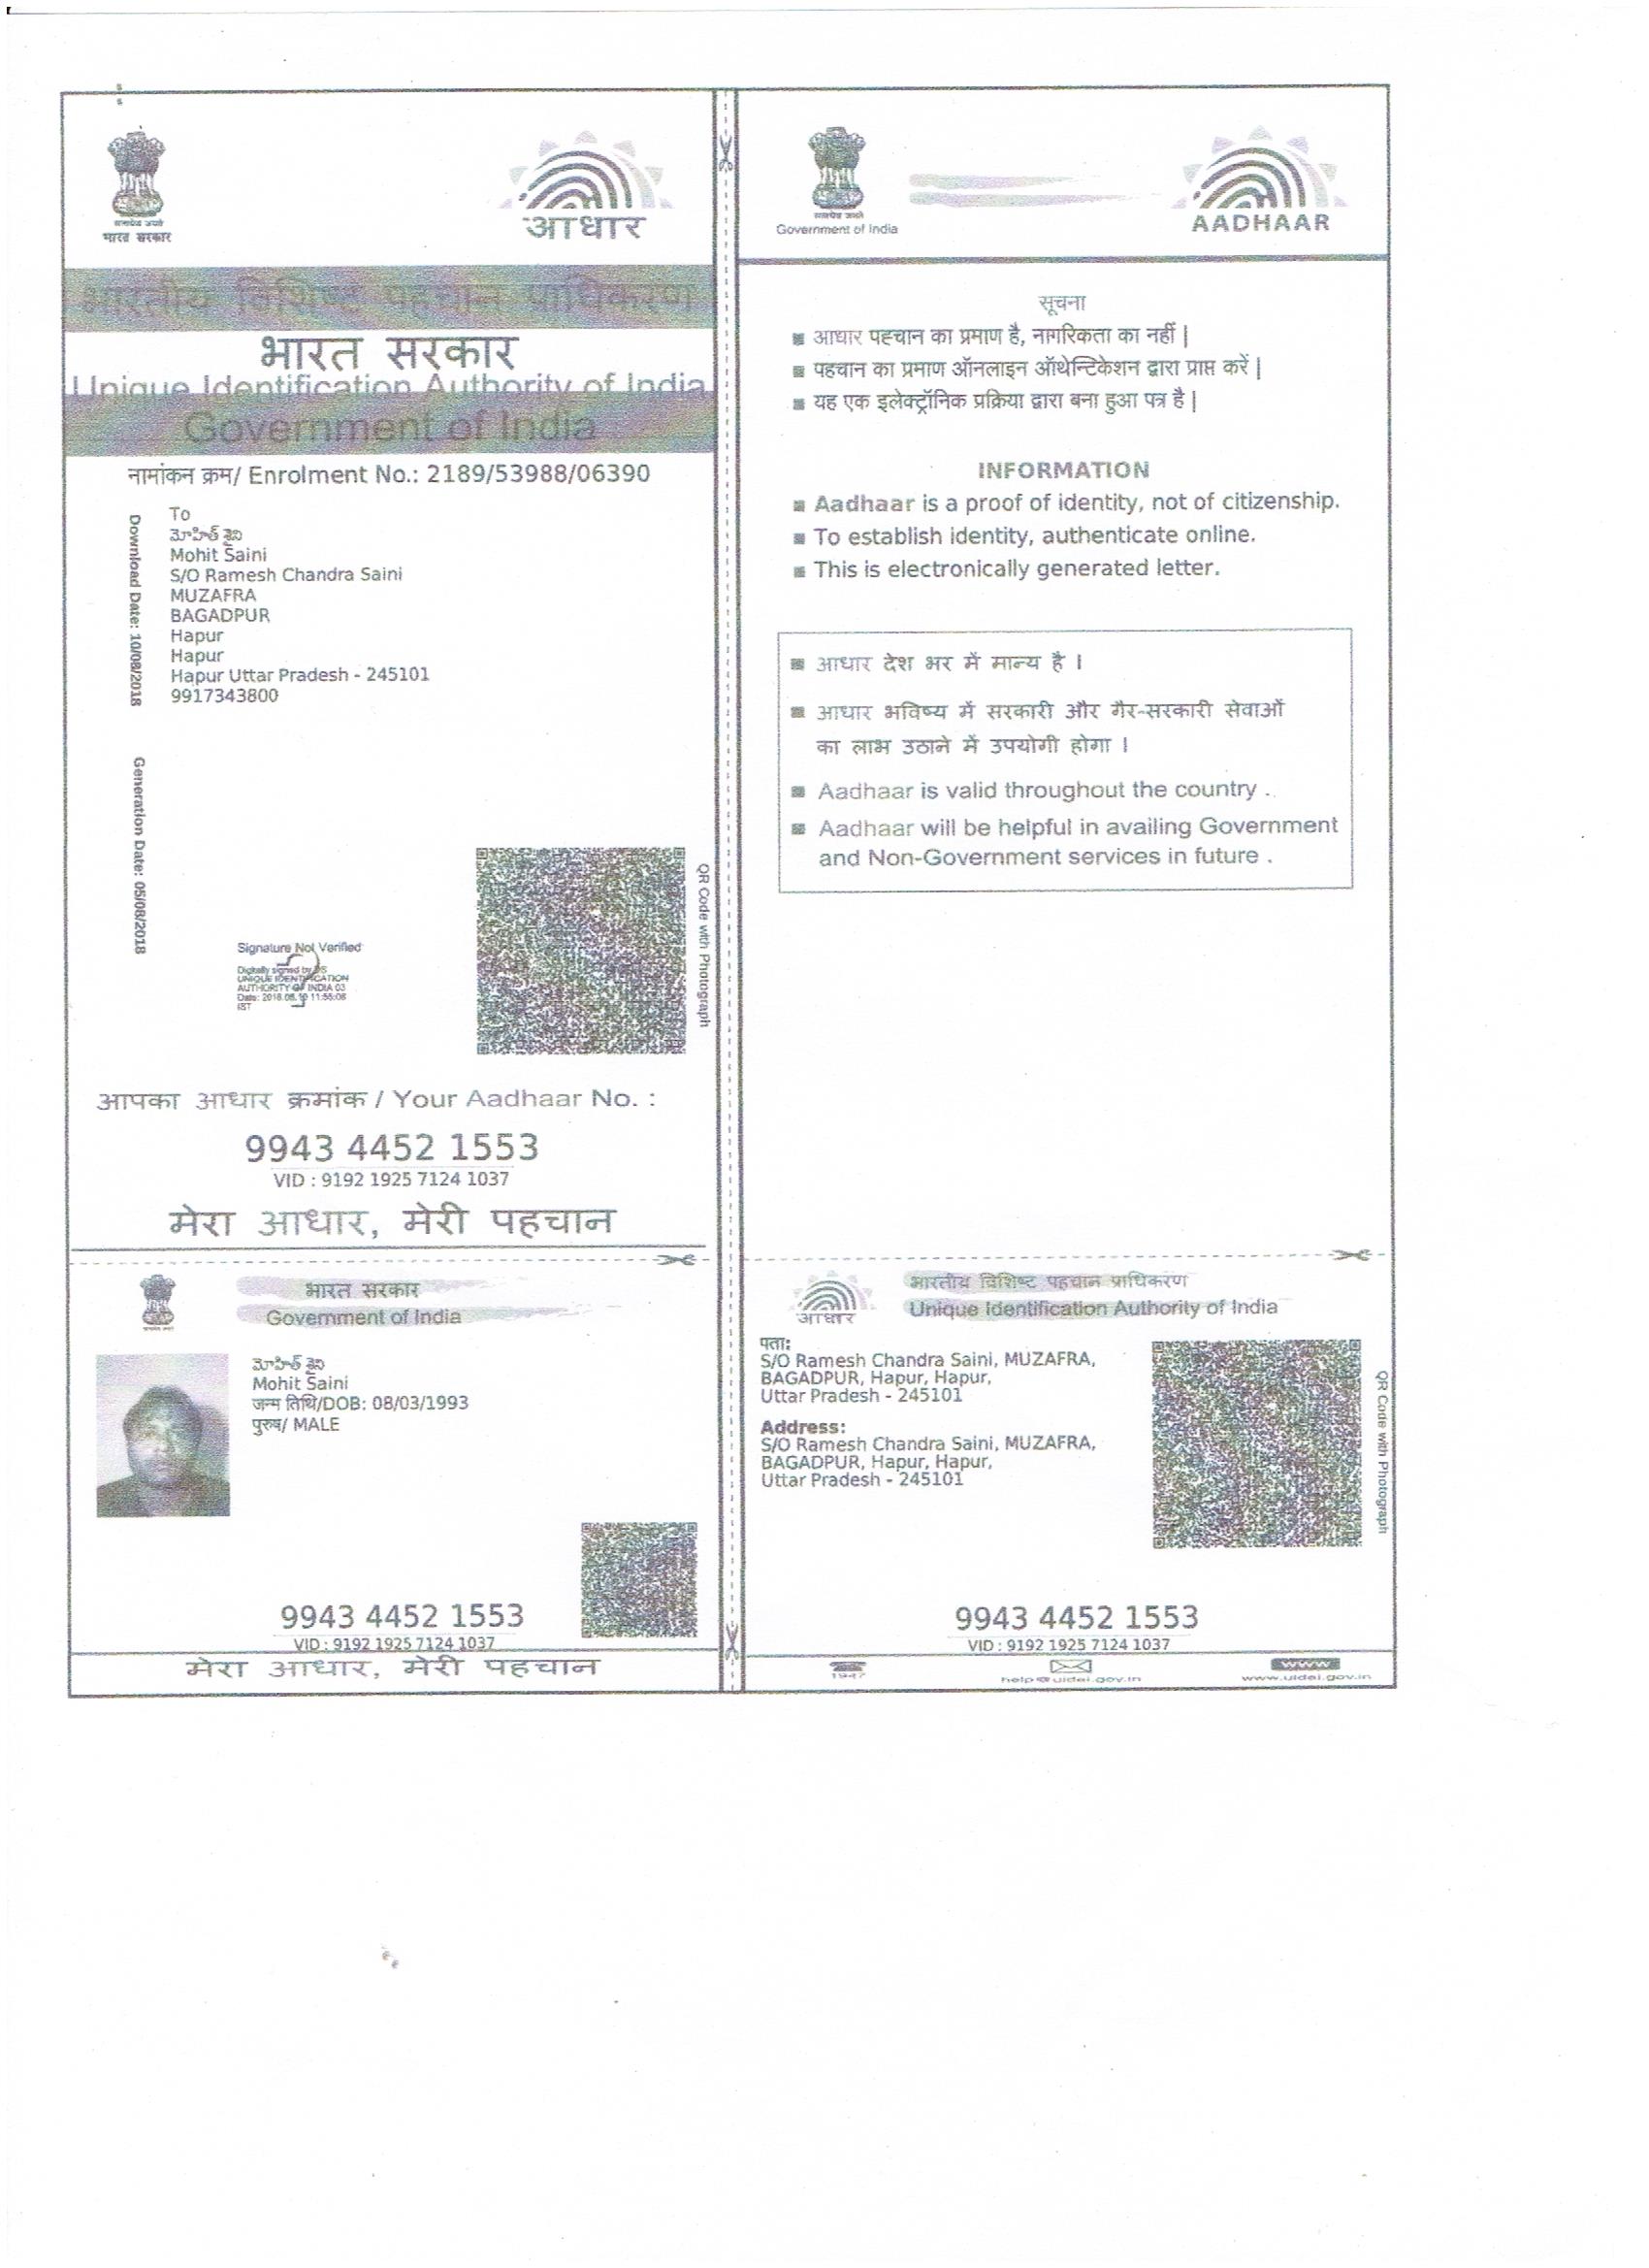 सत्यमेव जयते
भारत सरकार
आधार
भारतीय विशिष्ट पहचान प्राधिकरण
भारत सरकार
Unique Identification Authority of India
Government of India
नामांकन क्रम/ Enrolment No.: 2189/53988/06390
Download Date: 10/08/2018
Generation Date: 05/08/2018
To
మోహిత్ సైని
Mohit Saini
S/O Ramesh Chandra Saini
MUZAFRA
BAGADPUR
Hapur
Hapur
Hapur Uttar Pradesh - 245101
9917343800
Signature Not Verified
Digitally signed by DS
UNIQUE IDENTIFICATION
AUTHORITY OF INDIA 03
Date: 2018.08.10 11:55:08
IST
QR Code with Photograph
आपका आधार क्रमांक / Your Aadhaar No. :
9943 4452 1553
VID : 9192 1925 7124 1037
मेरा आधार, मेरी पहचान
सत्यमेव जयते
Government of India
AADHAAR
सूचना
आधार पहचान का प्रमाण है, नागरिकता का नहीं |
पहचान का प्रमाण ऑनलाइन ऑथेन्टिकेशन द्वारा प्राप्त करें |
यह एक इलेक्ट्रॉनिक प्रक्रिया द्वारा बना हुआ पत्र है |
INFORMATION
Aadhaar is a proof of identity, not of citizenship.
To establish identity, authenticate online.
This is electronically generated letter.
आधार देश भर में मान्य है ।
आधार भविष्य में सरकारी और गैर-सरकारी सेवाओं
का लाभ उठाने में उपयोगी होगा ।
Aadhaar is valid throughout the country .
Aadhaar will be helpful in availing Government
and Non-Government services in future .
भारत सरकार
Government of India
మోహిత్ సైని
Mohit Saini
जन्म तिथि/DOB: 08/03/1993
पुरुष/ MALE
9943 4452 1553
VID : 9192 1925 7124 1037
मेरा आधार, मेरी पहचान
आधार
भारतीय विशिष्ट पहचान प्राधिकरण
Unique Identification Authority of India
पता:
S/O Ramesh Chandra Saini, MUZAFRA,
BAGADPUR, Hapur, Hapur,
Uttar Pradesh - 245101
Address:
S/O Ramesh Chandra Saini, MUZAFRA,
BAGADPUR, Hapur, Hapur,
Uttar Pradesh - 245101
QR Code with Photograph
9943 4452 1553
VID : 9192 1925 7124 1037
1947
help@uidai.gov.in
www
www.uidai.gov.in